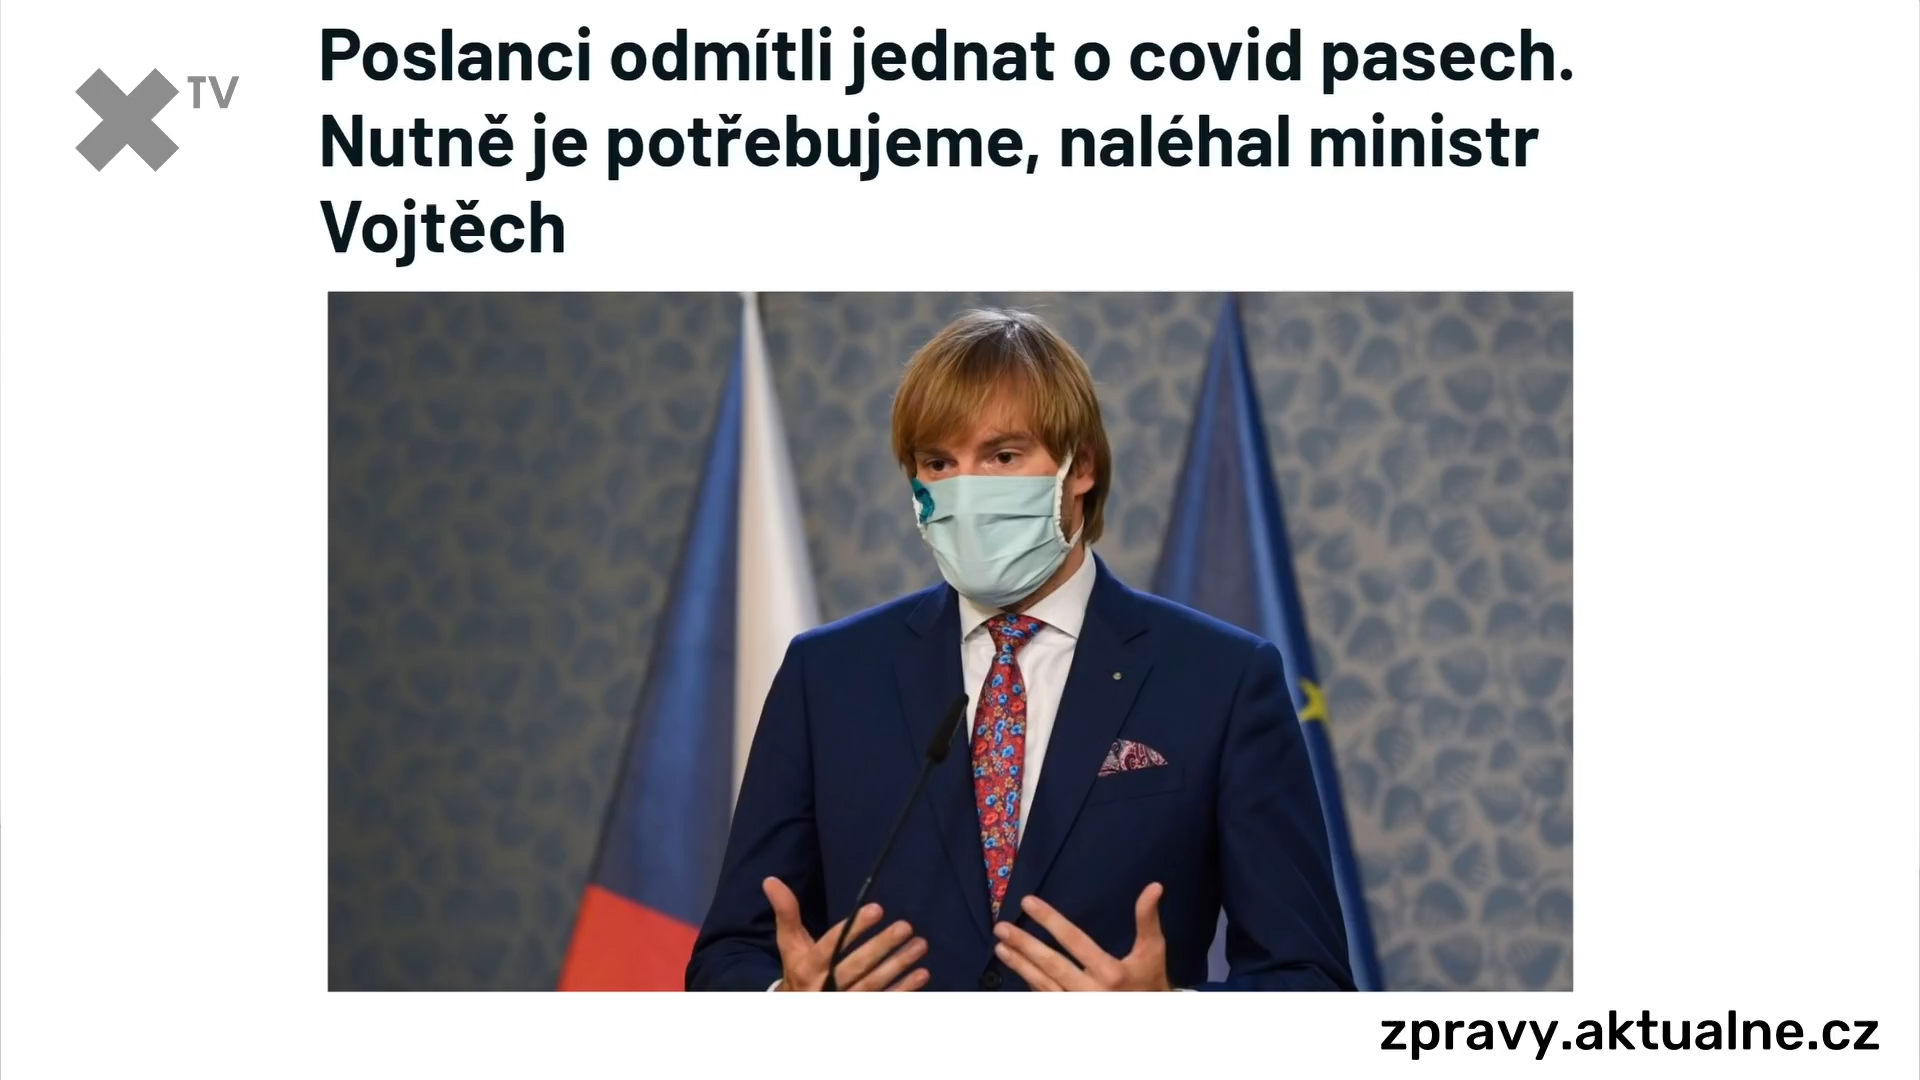 TV
Poslanci odmítli jednat o covid pasech.
Nutně je potřebujeme, naléhal ministr
Vojtěch
zpravy.aktualne.cz